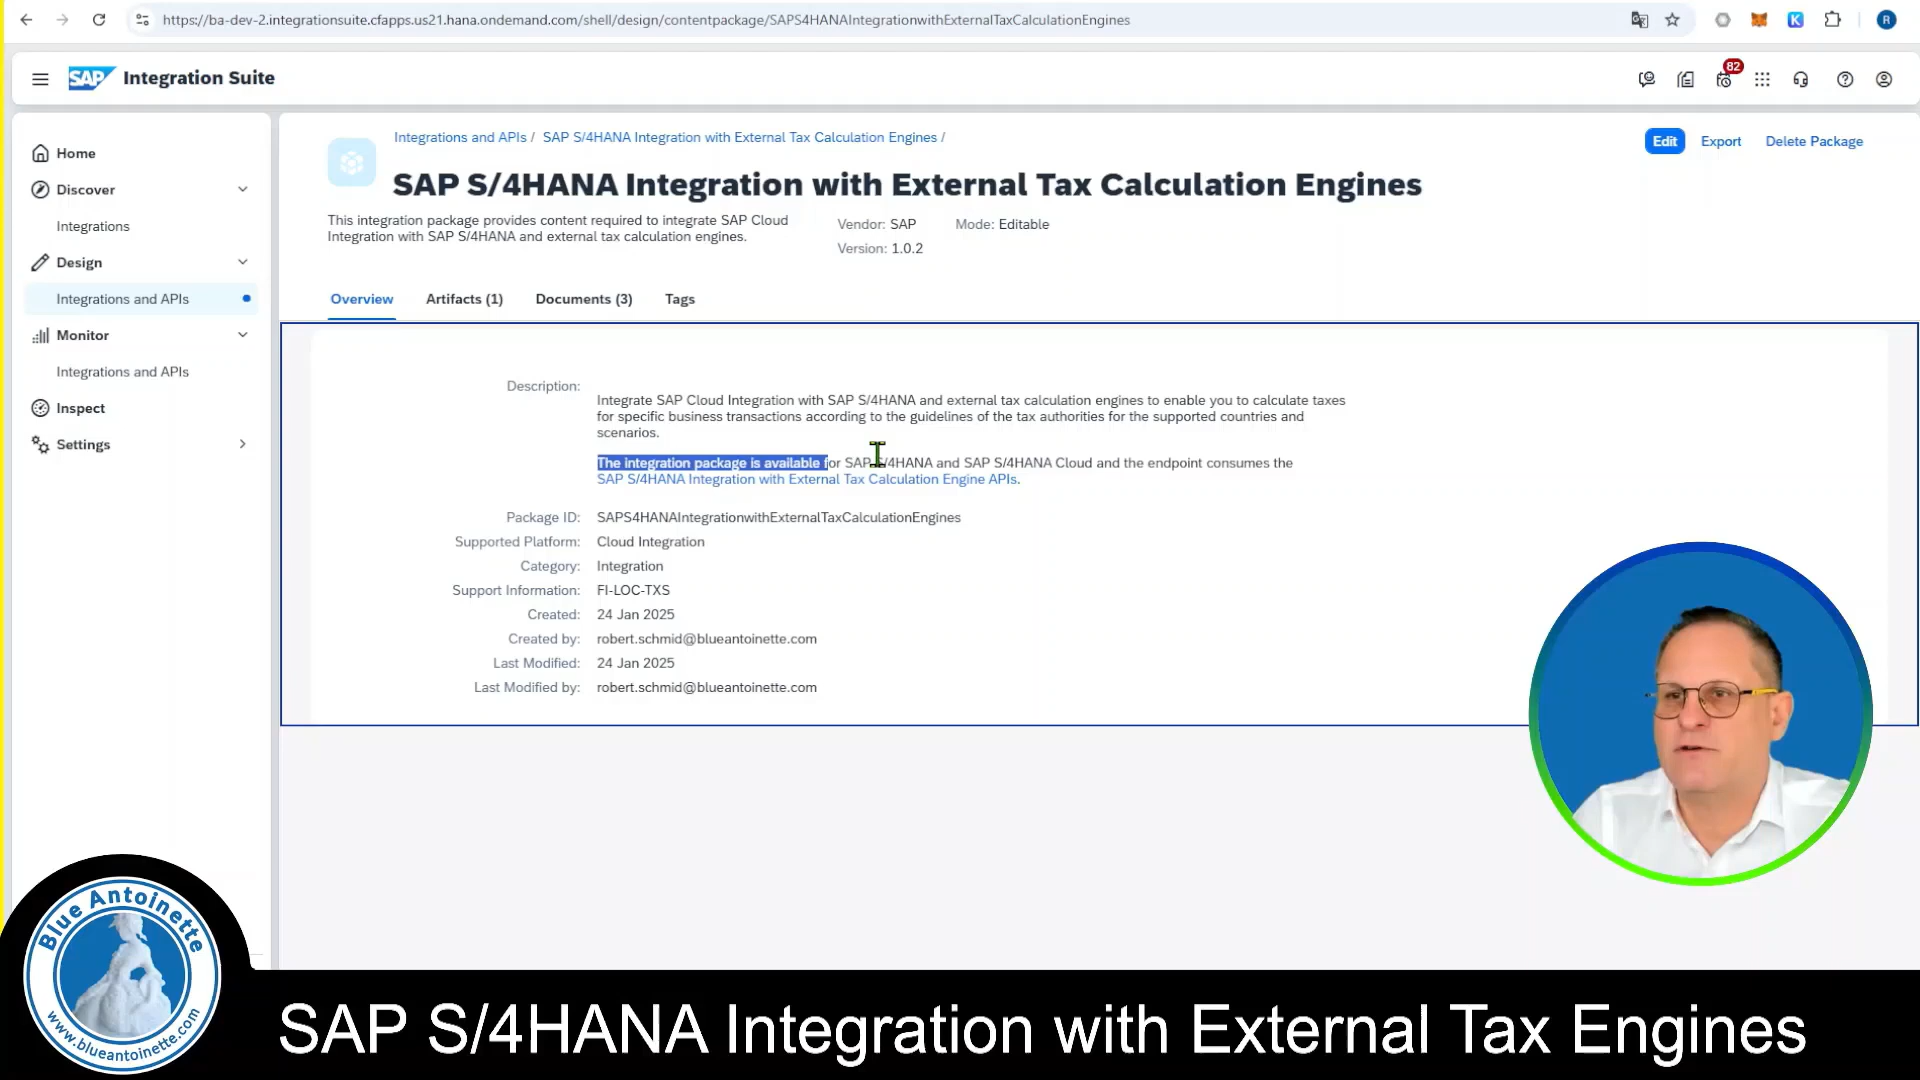 https://ba-dev-2.integrationsuite.cfapps.us21.hana.ondemand.com/shell/design/contentpackage/SAPS4HANAIntegrationwithExternalTaxCalculationEngines
R
SAP Integration Suite
82
Home
Discover
Integrations
Design
Integrations and APIs
Monitor
Integrations and APIs
Inspect
Settings
Integrations and APIs / SAP S/4HANA Integration with External Tax Calculation Engines /
Edit Export Delete Package
SAP S/4HANA Integration with External Tax Calculation Engines
This integration package provides content required to integrate SAP Cloud
Integration with SAP S/4HANA and external tax calculation engines.
Vendor: SAP Mode: Editable
Version: 1.0.2
Overview Artifacts (1) Documents (3) Tags
Description:
Integrate SAP Cloud Integration with SAP S/4HANA and external tax calculation engines to enable you to calculate taxes
for specific business transactions according to the guidelines of the tax authorities for the supported countries and
scenarios.
The integration package is available for SAP S/4HANA and SAP S/4HANA Cloud and the endpoint consumes the
SAP S/4HANA Integration with External Tax Calculation Engine APIs.
Package ID: SAPS4HANAIntegrationwithExternalTaxCalculationEngines
Supported Platform: Cloud Integration
Category: Integration
Support Information: FI-LOC-TXS
Created: 24 Jan 2025
Created by: robert.schmid@blueantoinette.com
Last Modified: 24 Jan 2025
Last Modified by: robert.schmid@blueantoinette.com
Blue Antoinette
www.blueantoinette.com
SAP S/4HANA Integration with External Tax Engines